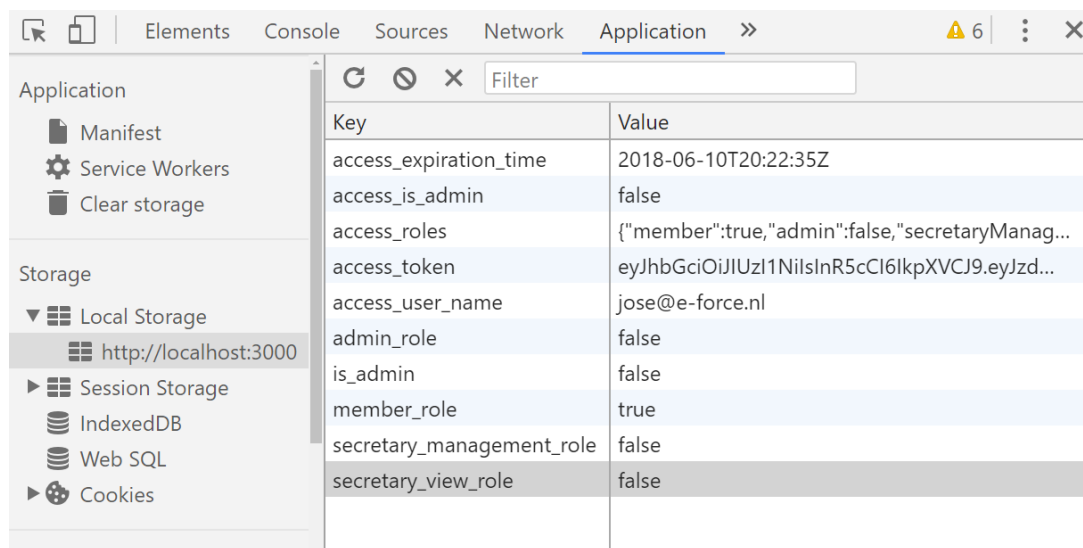 Elements Console Sources Network Application » 6
Application
Manifest
Service Workers
Clear storage
Storage
Local Storage
http://localhost:3000
Session Storage
IndexedDB
Web SQL
Cookies
Filter
Key Value
access_expiration_time 2018-06-10T20:22:35Z
access_is_admin false
access_roles {"member":true,"admin":false,"secretaryManag...
access_token eyJhbGciOiJIUzI1NiIsInR5cCI6IkpXVCJ9.eyJzd...
access_user_name jose@e-force.nl
admin_role false
is_admin false
member_role true
secretary_management_role false
secretary_view_role false